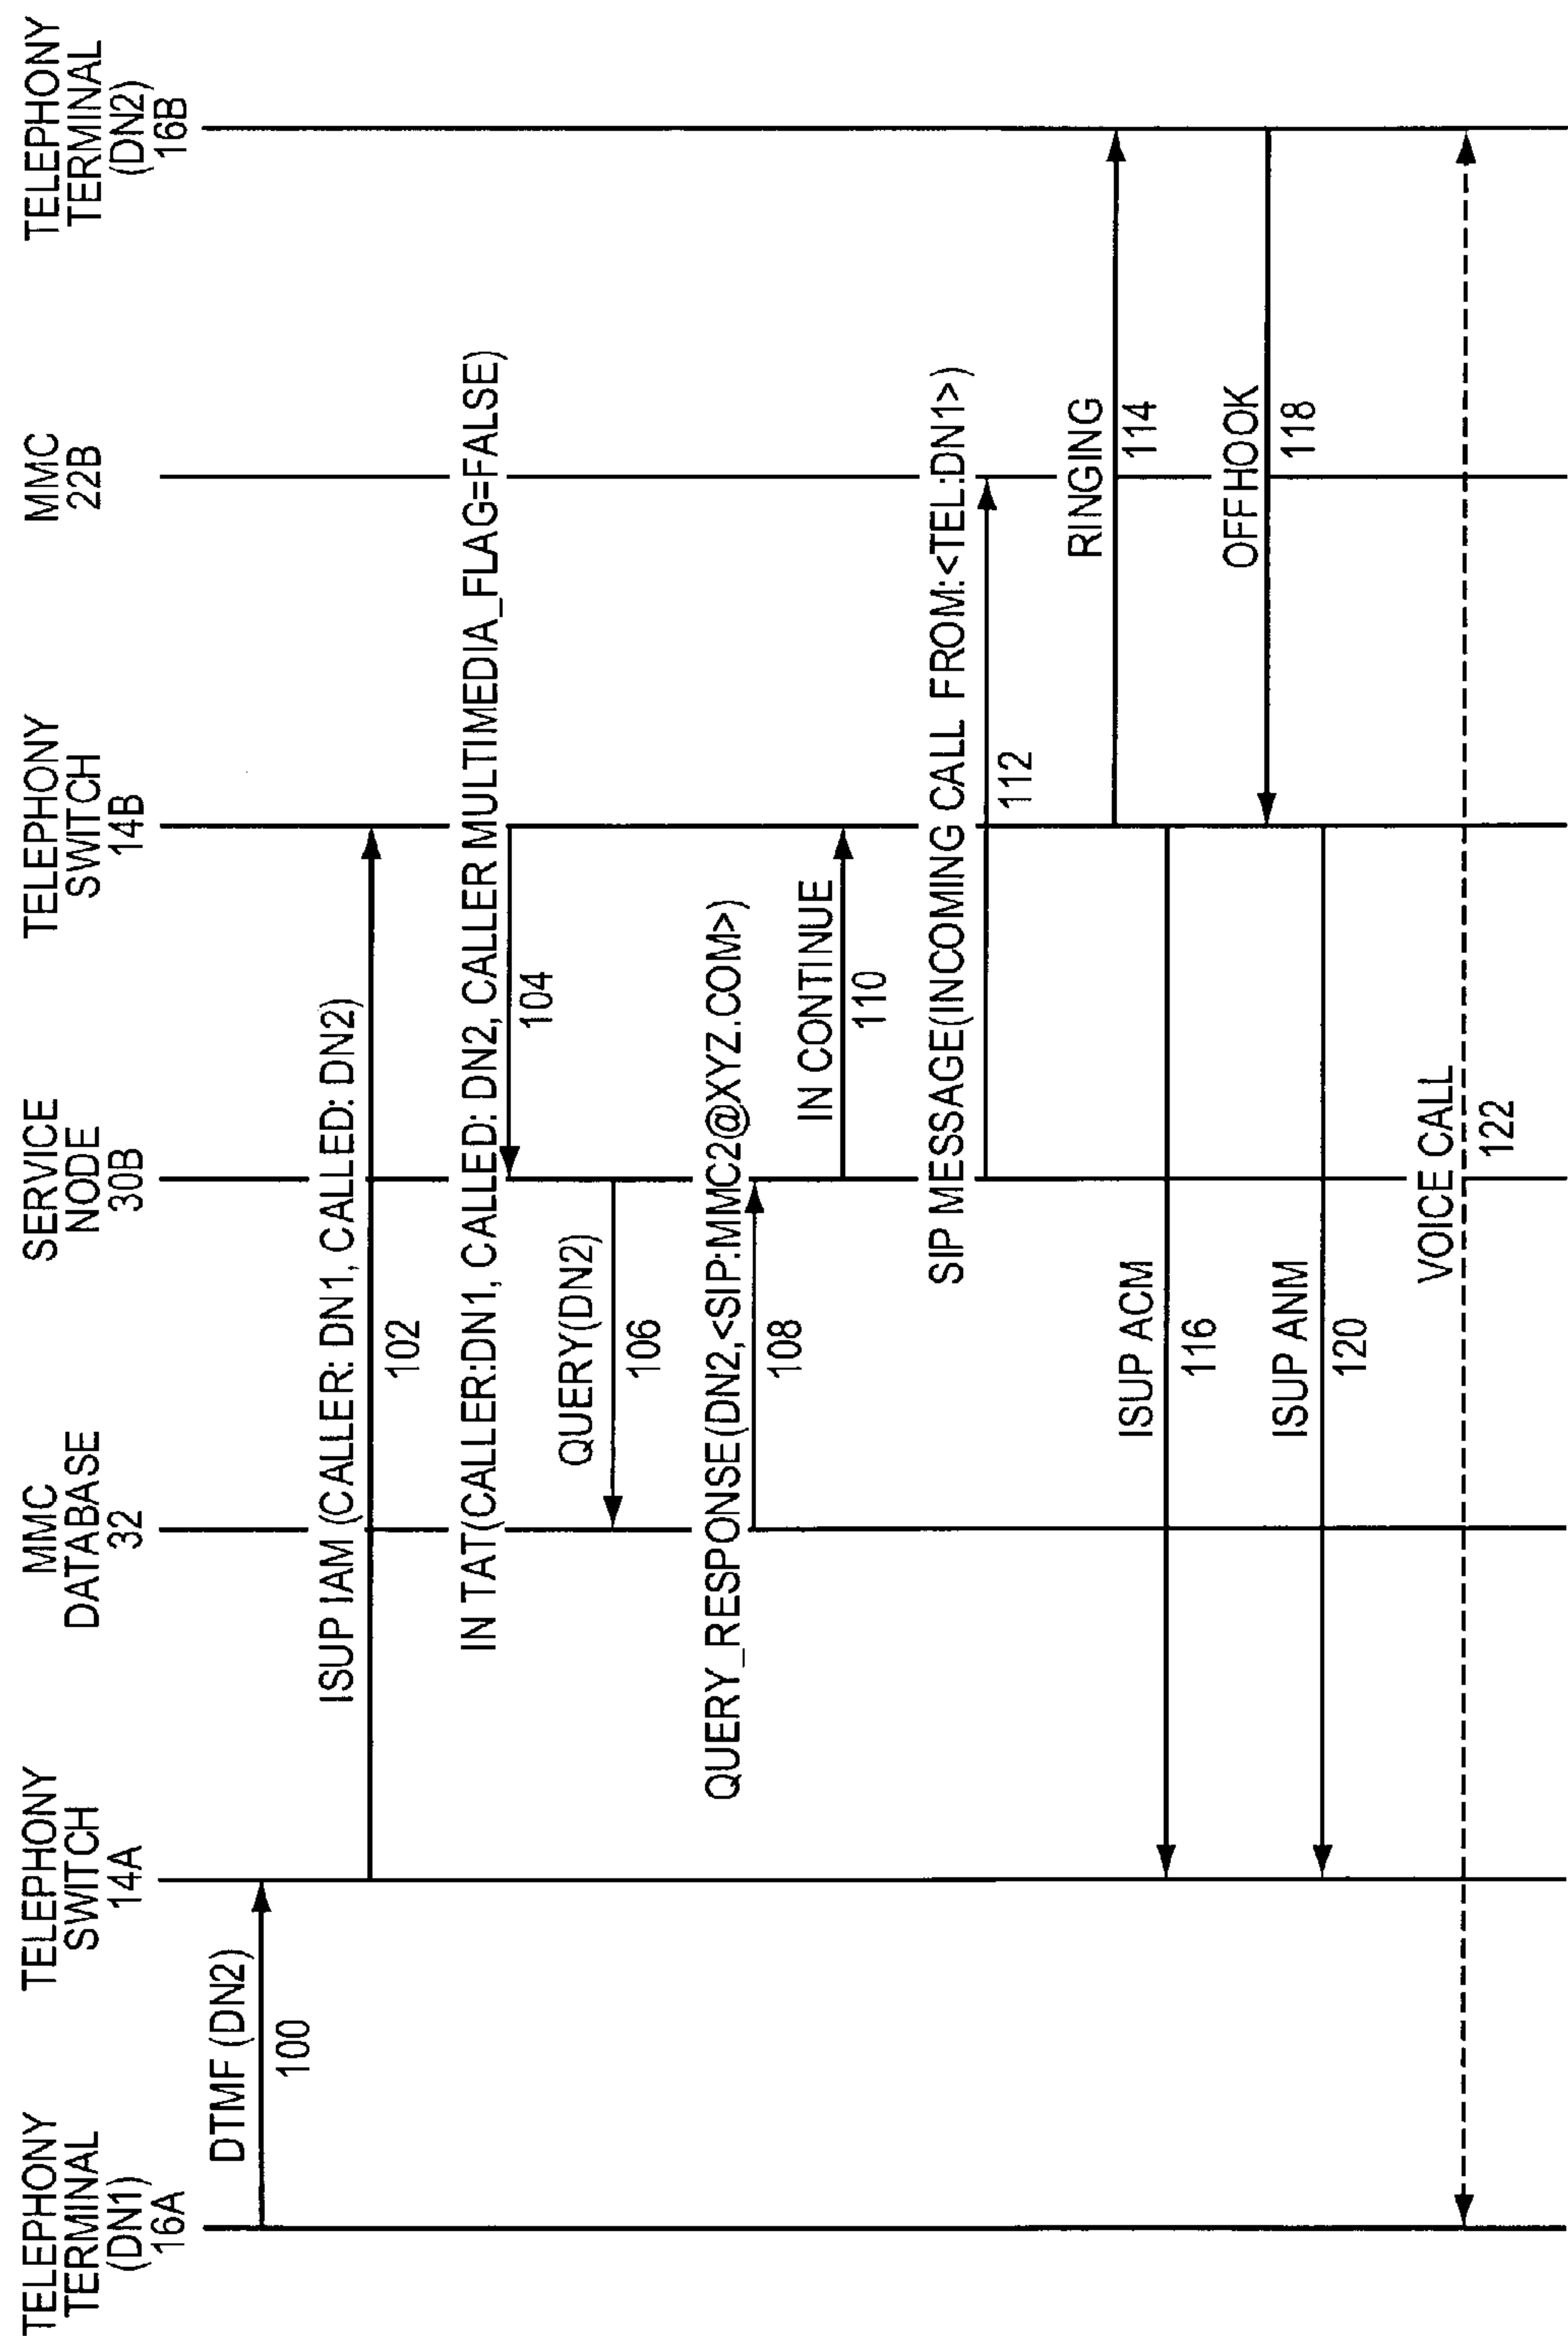 TELEPHONY
TERMINAL
(DN1)
16A
TELEPHONY
SWITCH
14A
MMC
DATABASE
32
SERVICE
NODE
30B
TELEPHONY
SWITCH
14B
MMC
22B
TELEPHONY
TERMINAL
(DN2)
16B
DTMF (DN2)
100
ISUP IAM (CALLER: DN1, CALLED: DN2)
102
IN TAT(CALLER:DN1, CALLED: DN2, CALLER MULTIMEDIA_FLAG=FALSE)
104
QUERY(DN2)
106
QUERY_RESPONSE(DN2,<SIP:MMC2@XYZ.COM>)
108
IN CONTINUE
110
SIP MESSAGE(INCOMING CALL FROM:<TEL:DN1>)
112
RINGING
114
ISUP ACM
116
OFFHOOK
118
ISUP ANM
120
VOICE CALL
122